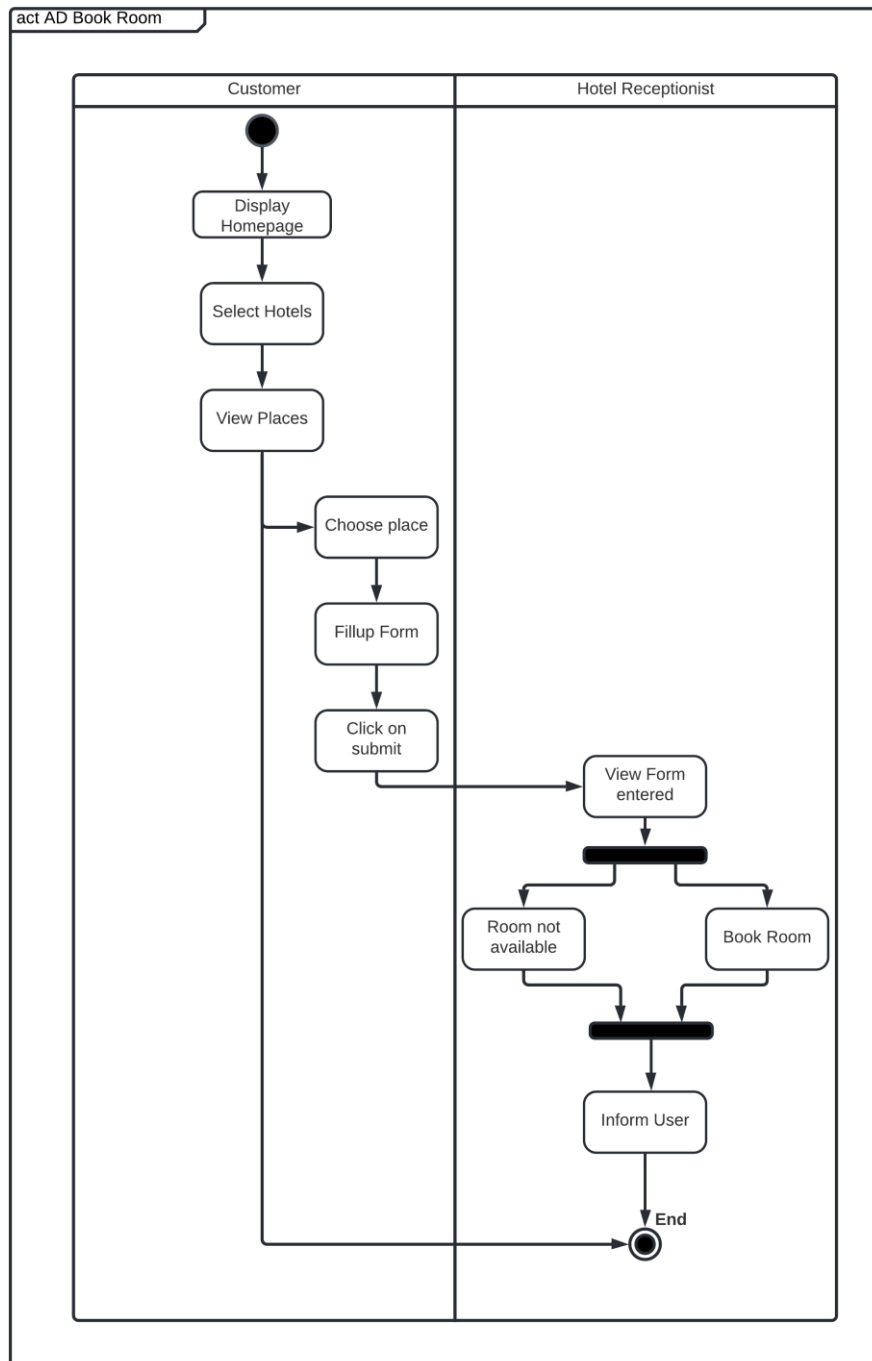 act AD Book Room
Customer
Hotel Receptionist
Display
Homepage
Select Hotels
View Places
Choose place
Fillup Form
Click on
submit
View Form
entered
Room not
available
Book Room
Inform User
End